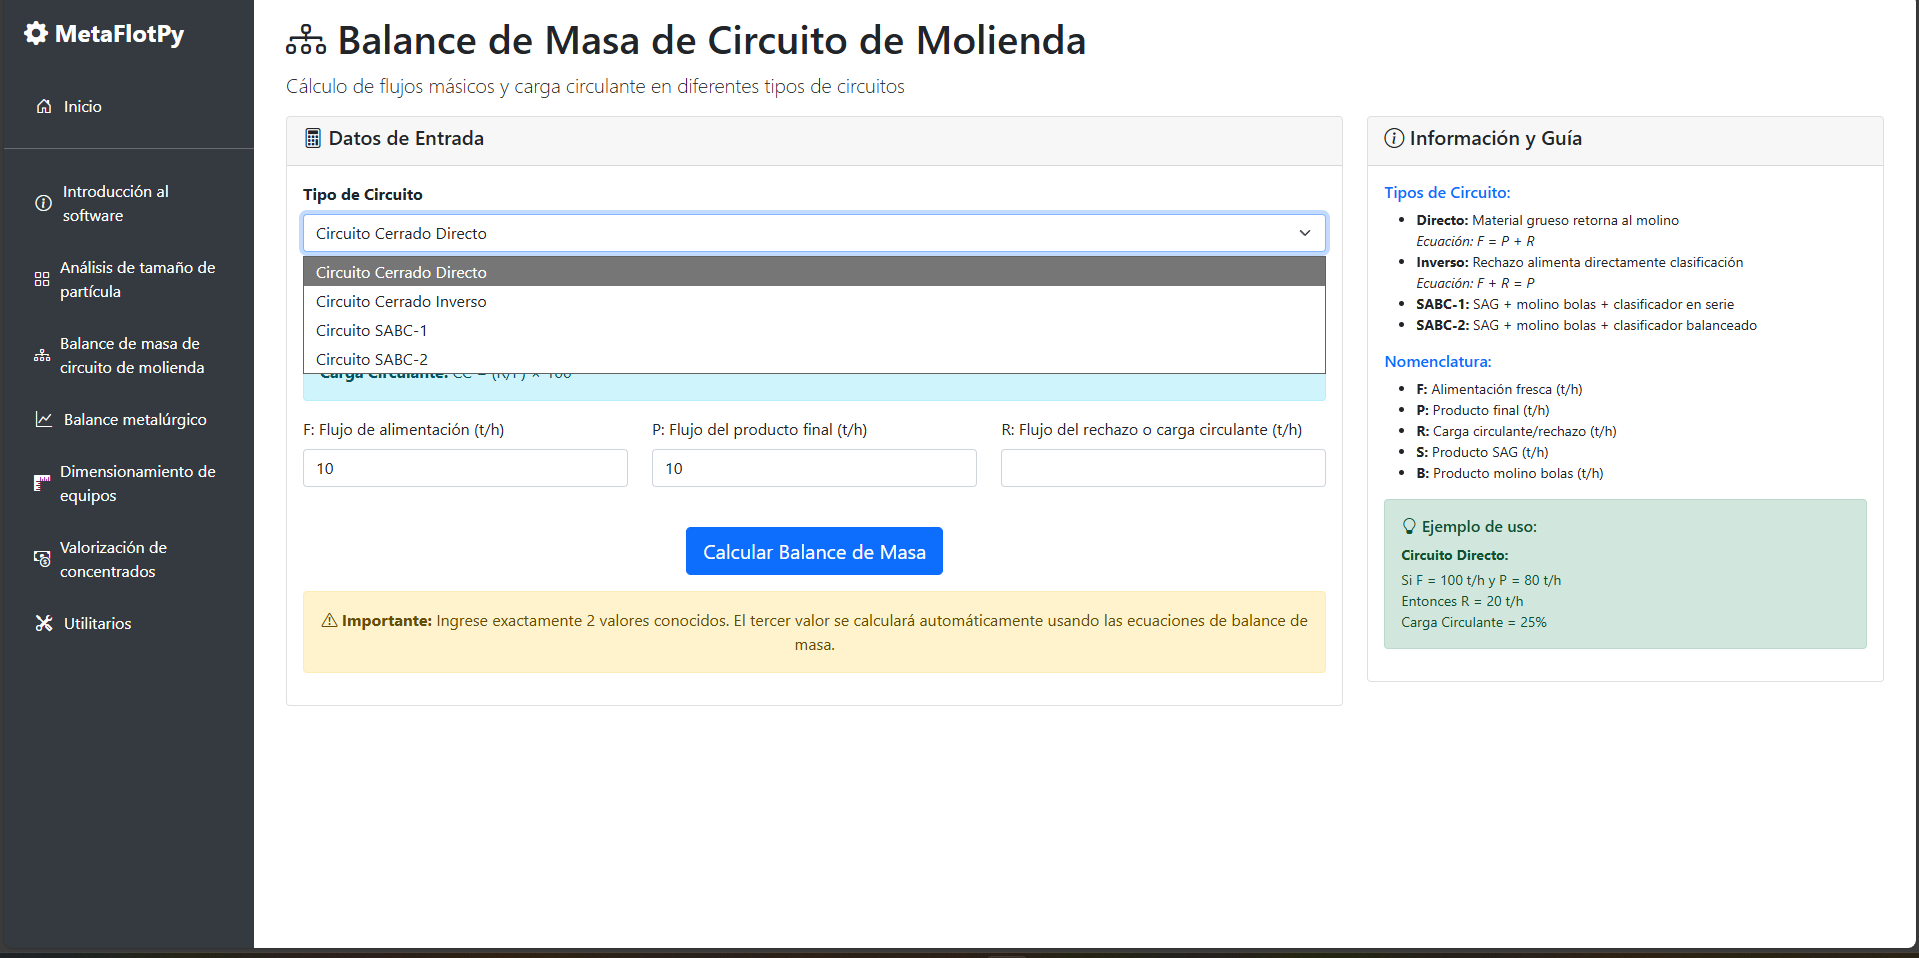 MetaFlotPy
Inicio
Introducción al
software
Análisis de tamaño de
partícula
Balance de masa de
circuito de molienda
Balance metalúrgico
Dimensionamiento de
equipos
Valorización de
concentrados
Utilitarios
Balance de Masa de Circuito de Molienda
Cálculo de flujos másicos y carga circulante en diferentes tipos de circuitos
Datos de Entrada
Tipo de Circuito
Circuito Cerrado Directo
Circuito Cerrado Directo
Circuito Cerrado Inverso
Circuito SABC-1
Circuito SABC-2
Carga Circulante: CC = (R/P) × 100
F: Flujo de alimentación (t/h)
10
P: Flujo del producto final (t/h)
10
R: Flujo del rechazo o carga circulante (t/h)
Calcular Balance de Masa
Importante: Ingrese exactamente 2 valores conocidos. El tercer valor se calculará automáticamente usando las ecuaciones de balance de
masa.
Información y Guía
Tipos de Circuito:
Directo: Material grueso retorna al molino
Ecuación: F = P + R
Inverso: Rechazo alimenta directamente clasificación
Ecuación: F + R = P
SABC-1: SAG + molino bolas + clasificador en serie
SABC-2: SAG + molino bolas + clasificador balanceado
Nomenclatura:
F: Alimentación fresca (t/h)
P: Producto final (t/h)
R: Carga circulante/rechazo (t/h)
S: Producto SAG (t/h)
B: Producto molino bolas (t/h)
Ejemplo de uso:
Circuito Directo:
Si F = 100 t/h y P = 80 t/h
Entonces R = 20 t/h
Carga Circulante = 25%